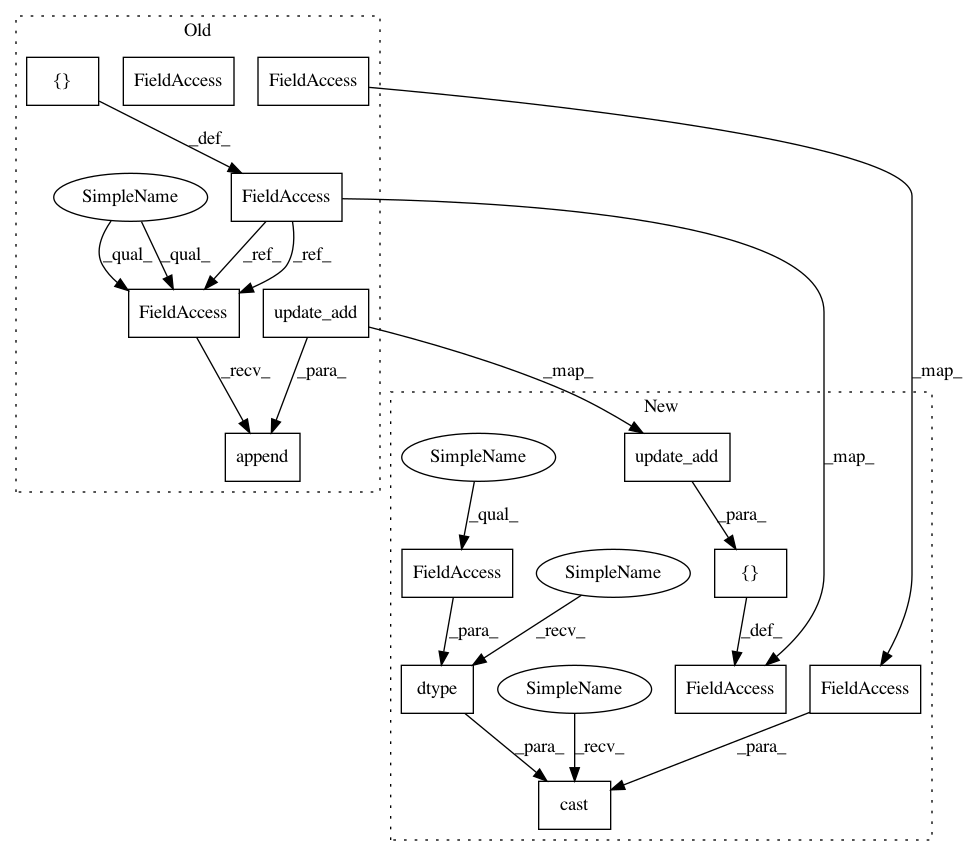 Old
{}
FieldAccess
FieldAccess
_def_
SimpleName
FieldAccess
_qual_
_qual_
_ref_
_ref_
FieldAccess
update_add
_recv_
_para_
_map_
_map_
New
append
SimpleName
update_add
_map_
_qual_
_para_
FieldAccess
SimpleName
{}
_para_
_recv_
_def_
dtype
SimpleName
FieldAccess
FieldAccess
_para_
_recv_
_para_
cast